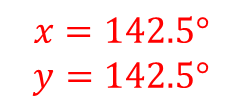 x = 142.5°
y = 142.5°